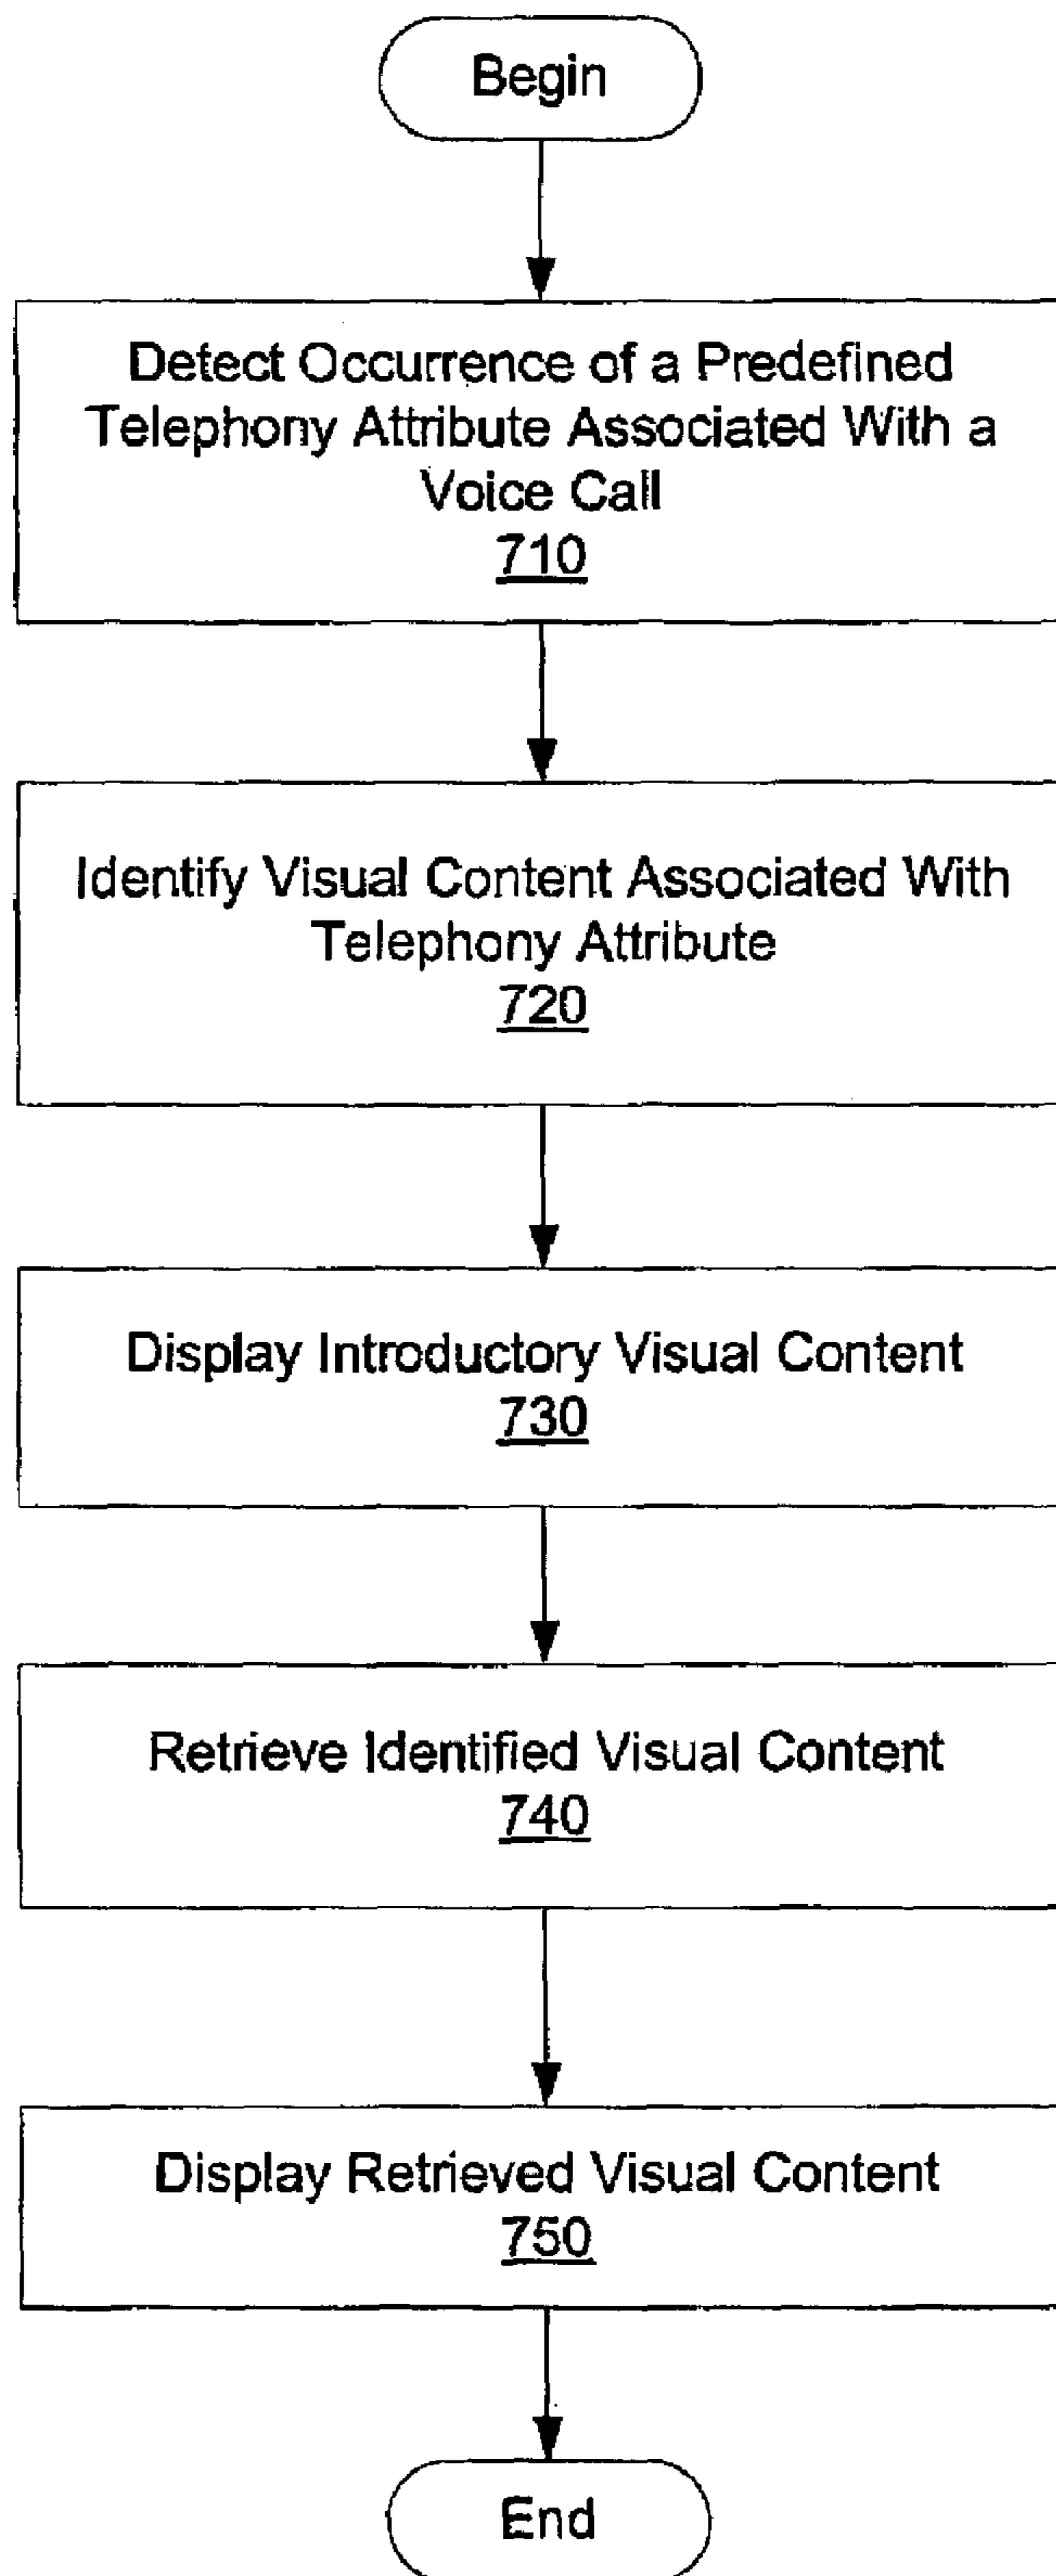 Begin
Detect Occurrence of a Predefined
Telephony Attribute Associated With a
Voice Call
710
Identify Visual Content Associated With
Telephony Attribute
720
Display Introductory Visual Content
730
Retrieve Identified Visual Content
740
Display Retrieved Visual Content
750
End